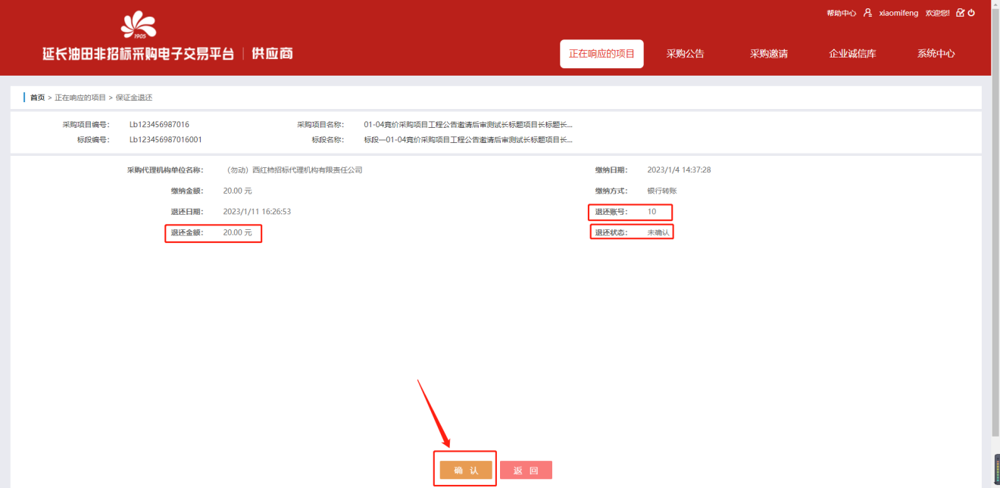 帮助中心 xiaomifeng 欢迎您!
1905
延长油田非招标采购电子交易平台 | 供应商
正在响应的项目 采购公告 采购邀请 企业诚信库 系统中心
首页 > 正在响应的项目 > 保证金退还
采购项目编号: Lb123456987016 采购项目名称: 01-04竞价采购项目工程公告邀请后审测试长标题项目长标题长...
标段编号: Lb123456987016001 标段名称: 标段—01-04竞价采购项目工程公告邀请后审测试长标题项目长...
采购代理机构单位名称: （勿动）西红柿招标代理机构有限责任公司 缴纳日期: 2023/1/4 14:37:28
缴纳金额: 20.00 元 缴纳方式: 银行转账
退还日期: 2023/1/11 16:26:53 退还账号: 10
退还金额: 20.00 元 退还状态: 未确认
确 认 返 回